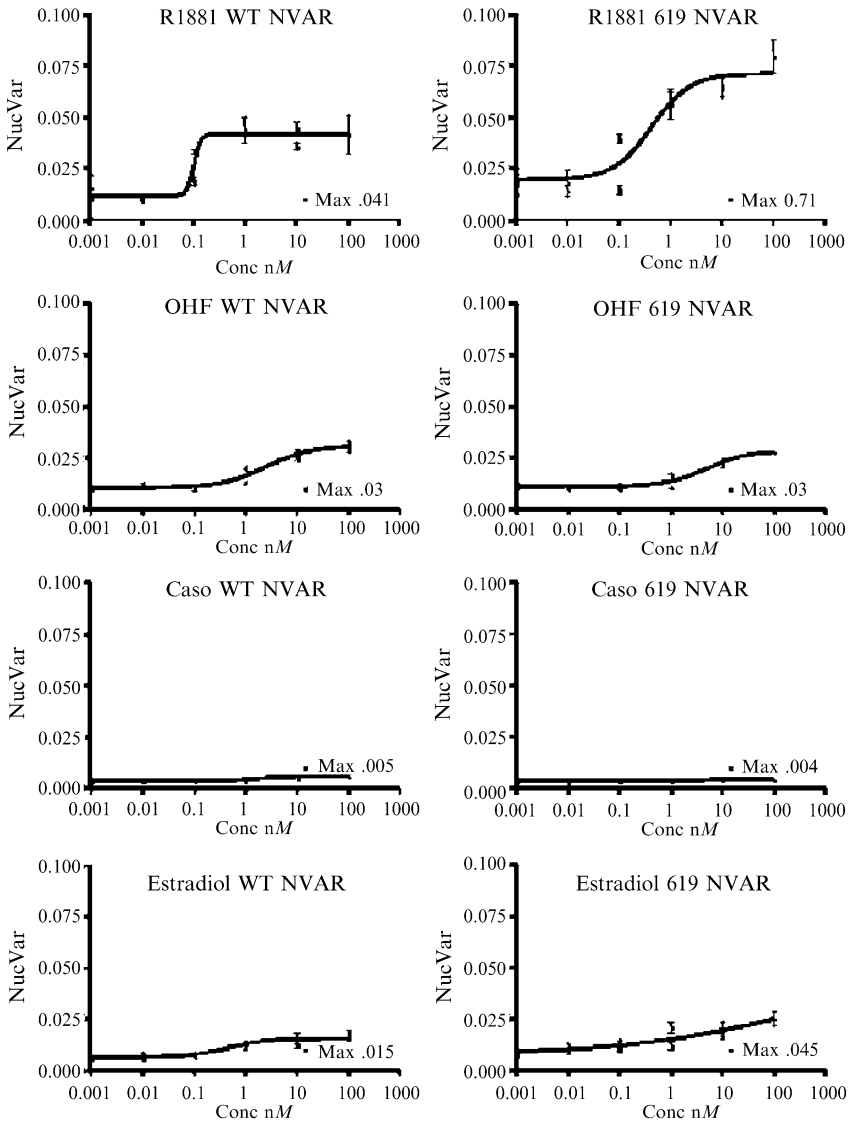 R1881 WT NVAR
NucVar
0.100
0.075
0.050
0.025
0.000
Max .041
0.001 0.01 0.1 1 10 100 1000
Conc nM
R1881 619 NVAR
NucVar
0.100
0.075
0.050
0.025
0.000
Max 0.71
0.001 0.01 0.1 1 10 100 1000
Conc nM
OHF WT NVAR
NucVar
0.100
0.075
0.050
0.025
0.000
Max .03
0.001 0.01 0.1 1 10 100 1000
Conc nM
OHF 619 NVAR
NucVar
0.100
0.075
0.050
0.025
0.000
Max .03
0.001 0.01 0.1 1 10 100 1000
Conc nM
Caso WT NVAR
NucVar
0.100
0.075
0.050
0.025
0.000
Max .005
0.001 0.01 0.1 1 10 100 1000
Conc nM
Caso 619 NVAR
NucVar
0.100
0.075
0.050
0.025
0.000
Max .004
0.001 0.01 0.1 1 10 100 1000
Conc nM
Estradiol WT NVAR
NucVar
0.100
0.075
0.050
0.025
0.000
Max .015
0.001 0.01 0.1 1 10 100 1000
Conc nM
Estradiol 619 NVAR
NucVar
0.100
0.075
0.050
0.025
0.000
Max .045
0.001 0.01 0.1 1 10 100 1000
Conc nM